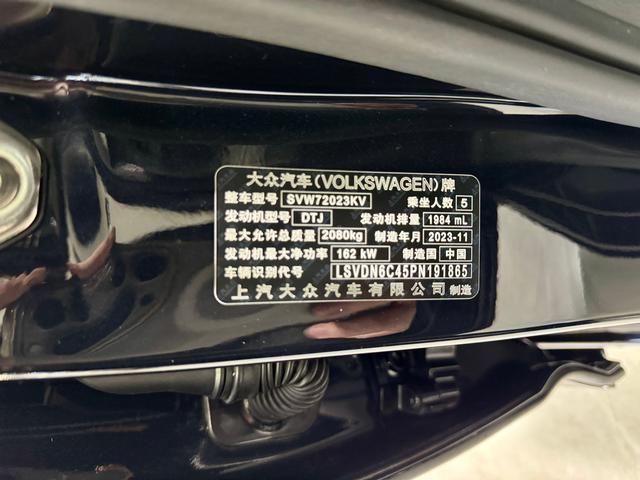 大众汽车(VOLKSWAGEN)牌
整车型号 SVW72023KV 乘坐人数 5
发动机型号 DTJ 发动机排量 1984 mL
最大允许总质量 2080kg 制造年月 2023-11
发动机最大净功率 162 kW 制造国 中国
车辆识别代号 LSVDN6C45PN191865
上汽大众汽车有限公司 制造